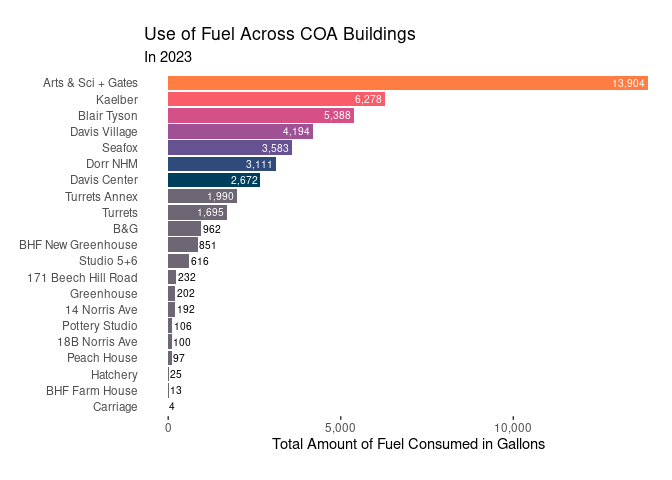 Use of Fuel Across COA Buildings
In 2023
Arts & Sci + Gates 13,904
Kaelber 6,278
Blair Tyson 5,388
Davis Village 4,194
Seafox 3,583
Dorr NHM 3,111
Davis Center 2,672
Turrets Annex 1,990
Turrets 1,695
B&G 962
BHF New Greenhouse 851
Studio 5+6 616
171 Beech Hill Road 232
Greenhouse 202
14 Norris Ave 192
Pottery Studio 106
18B Norris Ave 100
Peach House 97
Hatchery 25
BHF Farm House 13
Carriage 4
0 5,000 10,000
Total Amount of Fuel Consumed in Gallons